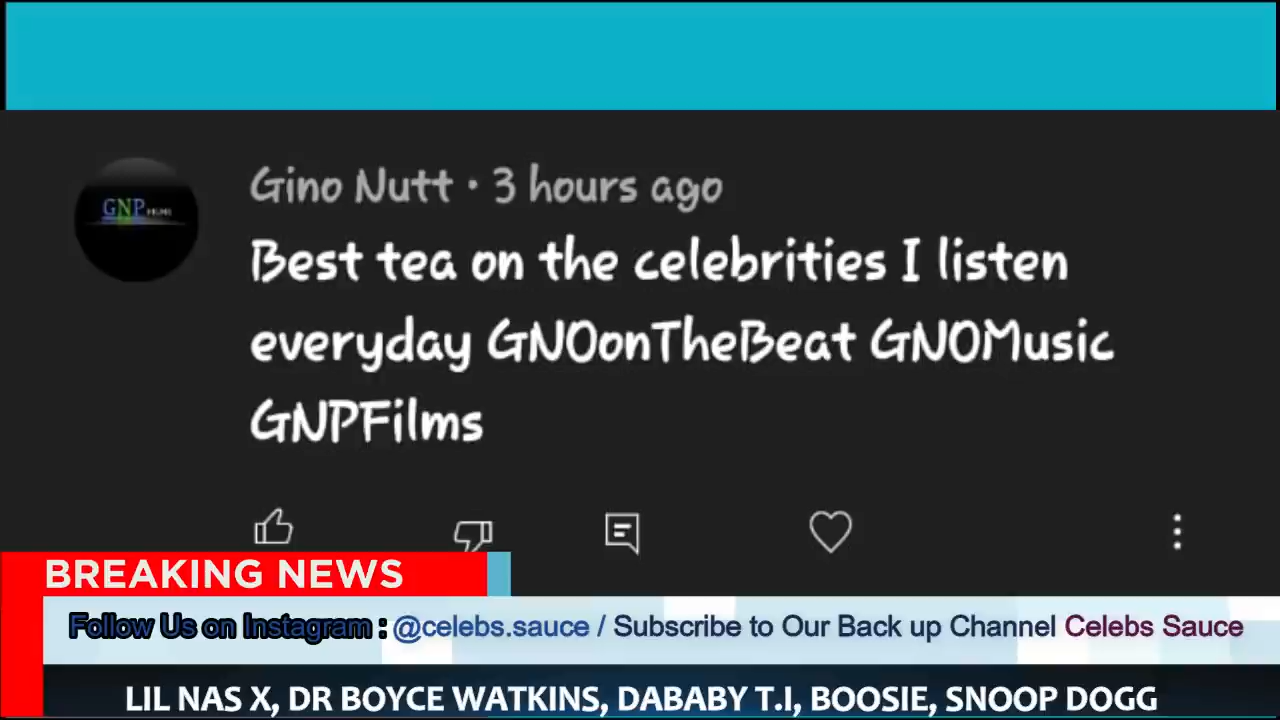 GNP FILMS
Gino Nutt • 3 hours ago
Best tea on the celebrities I listen
everyday GNOonTheBeat GNOMusic
GNPFilms
BREAKING NEWS
Follow Us on Instagram : @celebs.sauce / Subscribe to Our Back up Channel Celebs Sauce
LIL NAS X, DR BOYCE WATKINS, DABABY T.I, BOOSIE, SNOOP DOGG